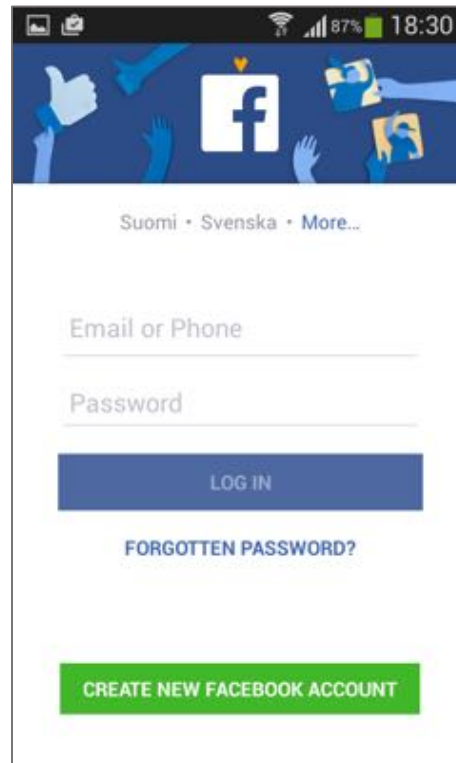 87% 18:30
f
Suomi • Svenska • More...
Email or Phone
Password
LOG IN
FORGOTTEN PASSWORD?
CREATE NEW FACEBOOK ACCOUNT